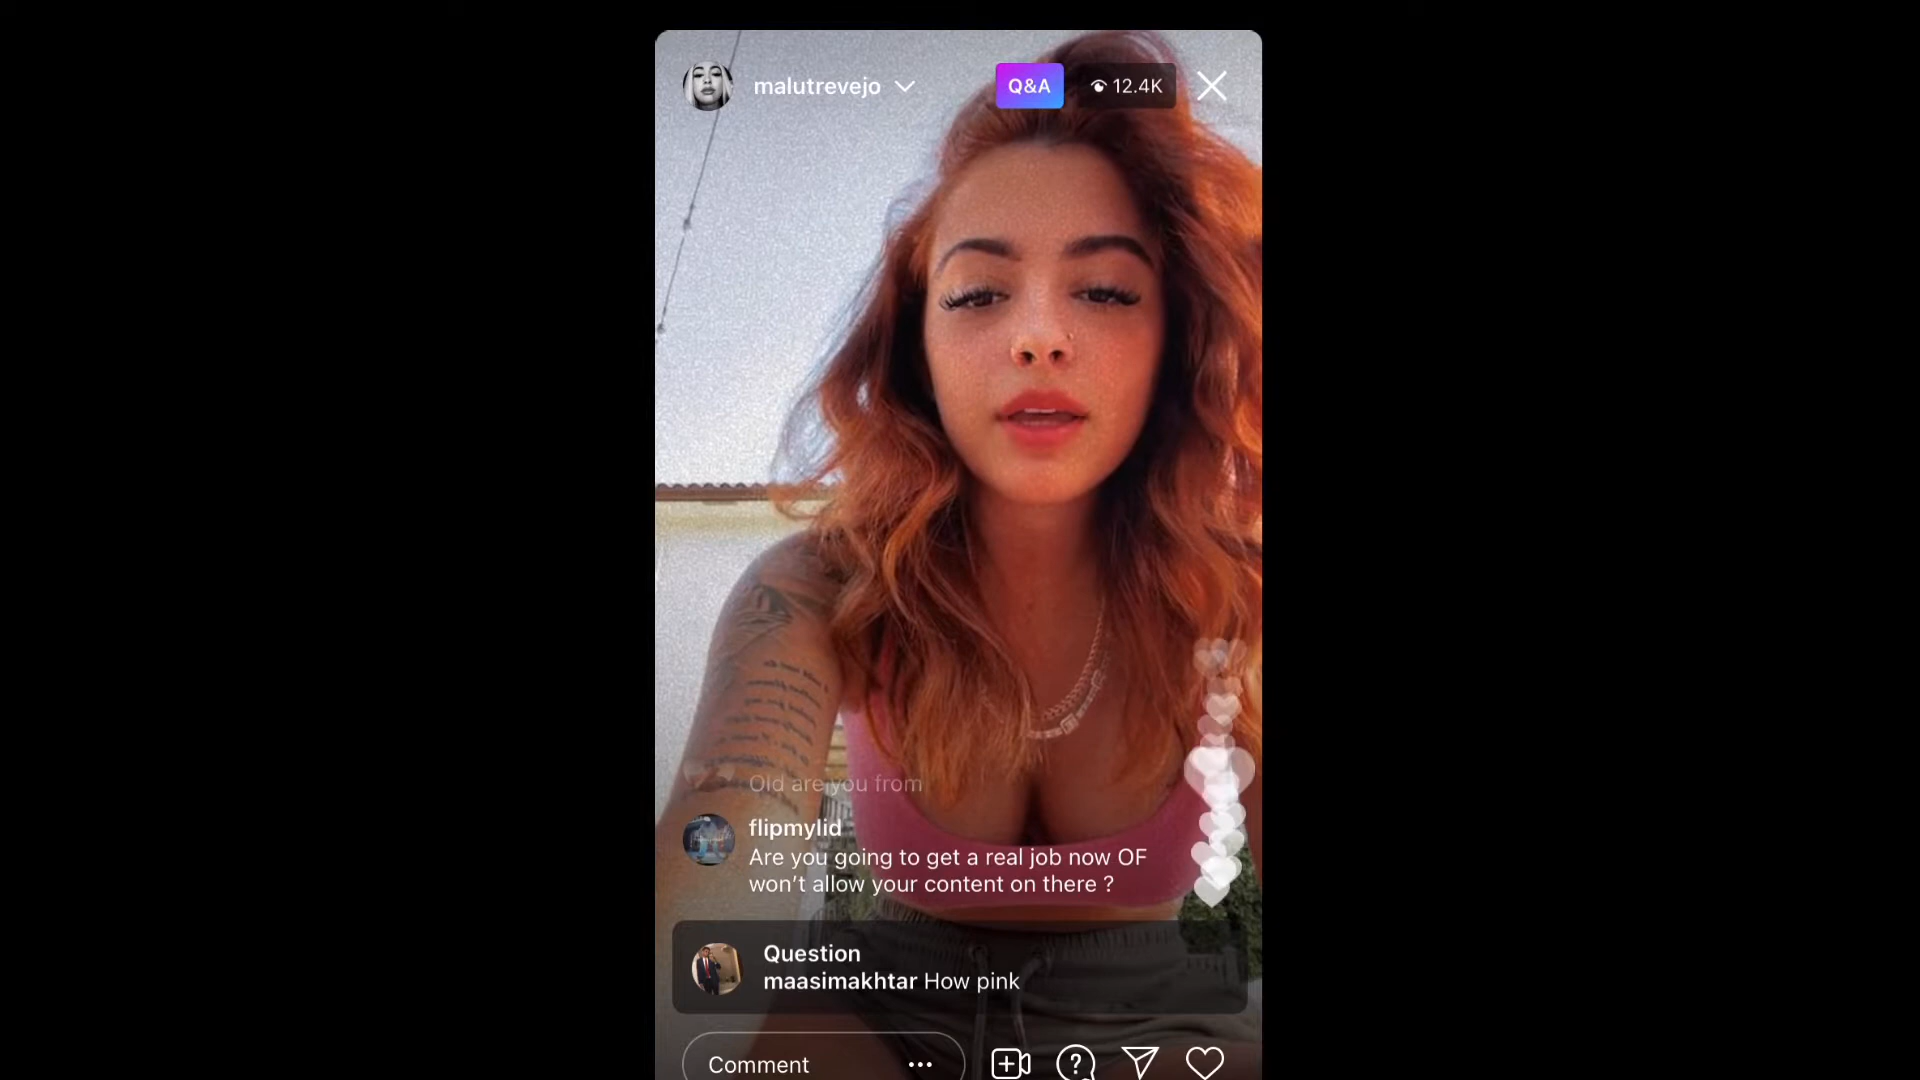 malutrevejo
Q&A
12.4K
Old are you from
flipmylid
Are you going to get a real job now OF
won’t allow your content on there ?
Question
maasimakhtar How pink
Comment